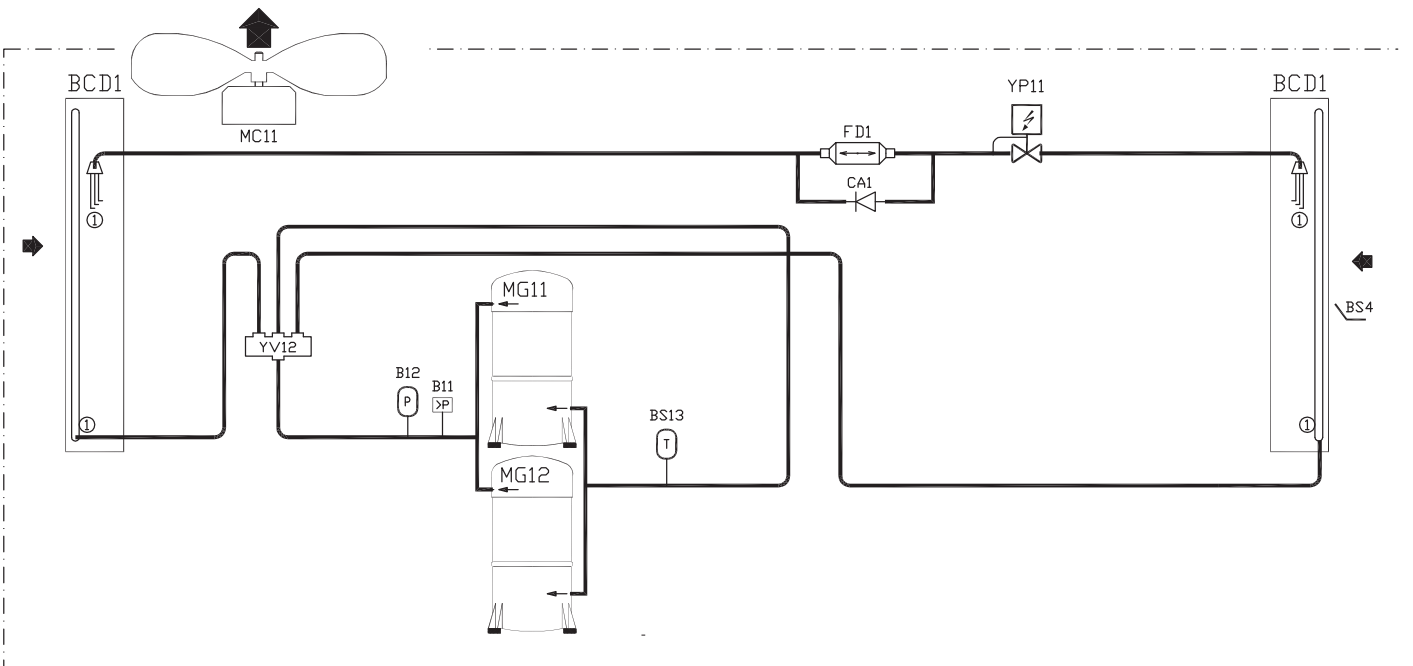 BCD1
BCD1
YP11
MC11
FD1
CA1
1
1
MG11
BS4
YV12
B12
P
B11
>P
BS13
T
1
1
MG12